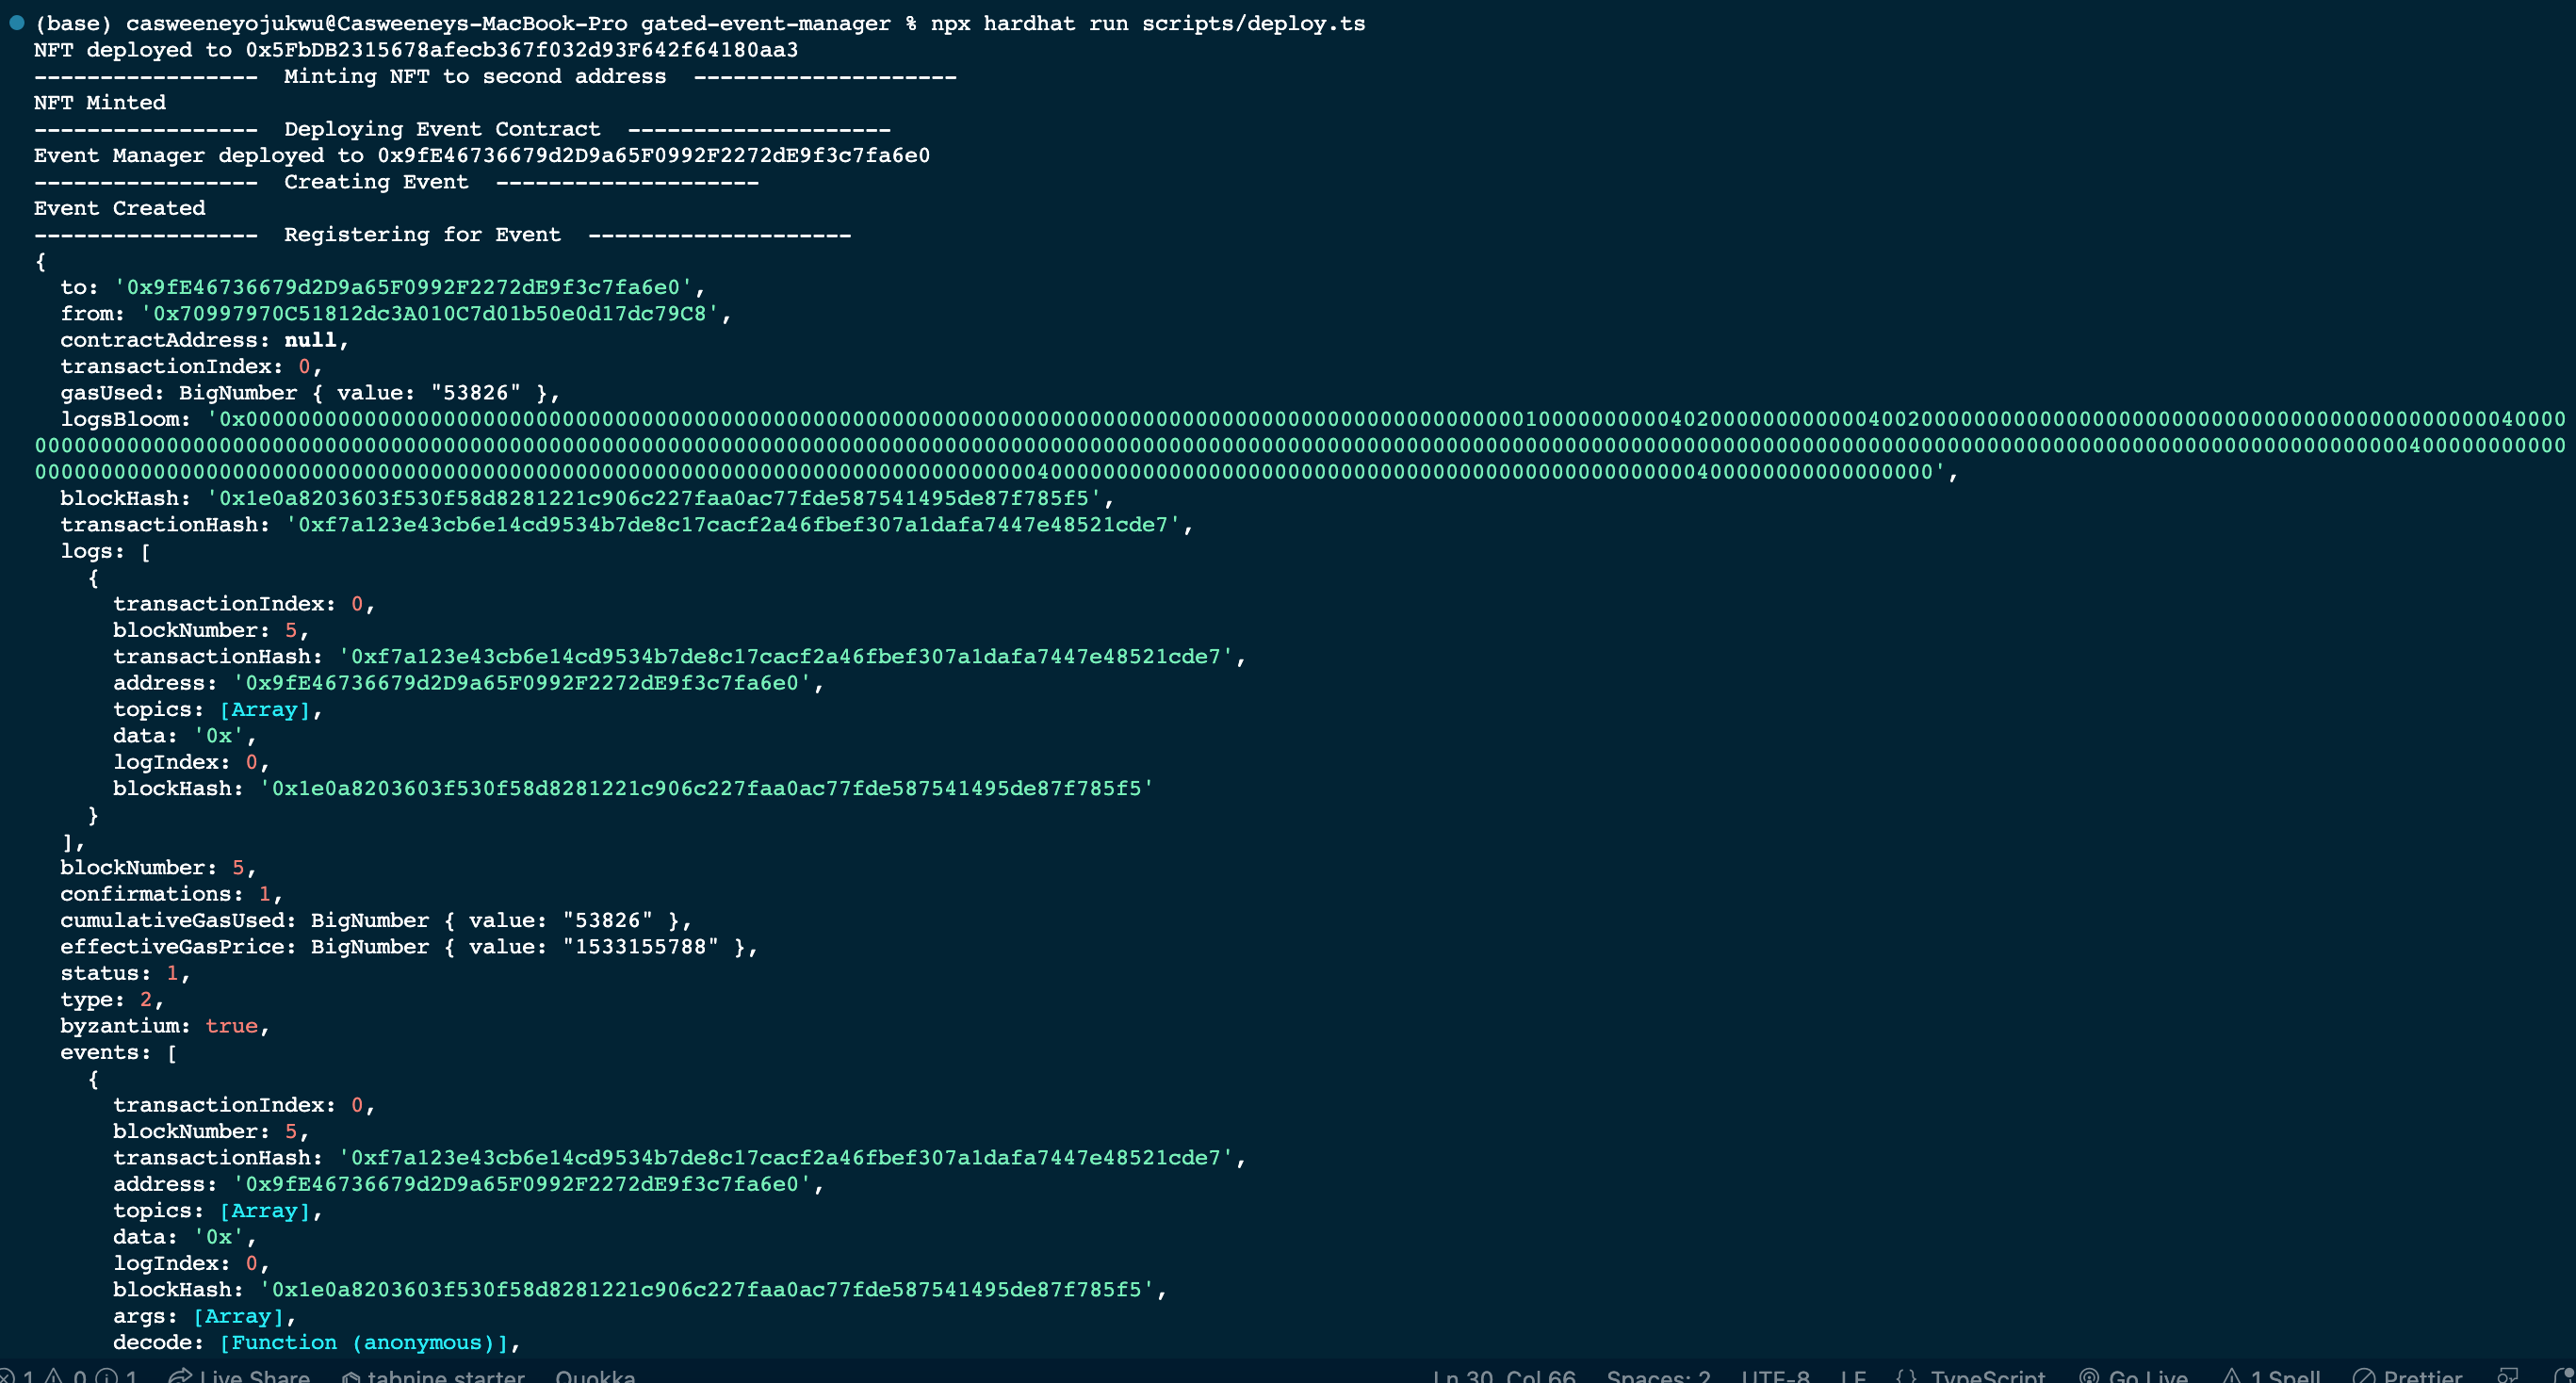 (base) casweeneyojukwu@Casweeneys-MacBook-Pro gated-event-manager % npx hardhat run scripts/deploy.ts
NFT deployed to 0x5FbDB2315678afecb367f032d93F642f64180aa3
-----------------  Minting NFT to second address  --------------------
NFT Minted
-----------------  Deploying Event Contract  --------------------
Event Manager deployed to 0x9fE46736679d2D9a65F0992F2272dE9f3c7fa6e0
-----------------  Creating Event  --------------------
Event Created
-----------------  Registering for Event  --------------------
{
  to: '0x9fE46736679d2D9a65F0992F2272dE9f3c7fa6e0',
  from: '0x70997970C51812dc3A010C7d01b50e0d17dc79C8',
  contractAddress: null,
  transactionIndex: 0,
  gasUsed: BigNumber { value: "53826" },
  logsBloom:
  blockHash: '0x1e0a8203603f530f58d8281221c906c227faa0ac77fde587541495de87f785f5',
  transactionHash: '0xf7a123e43cb6e14cd9534b7de8c17cacf2a46fbef307a1dafa7447e48521cde7',
  logs: [
    {
      transactionIndex: 0,
      blockNumber: 5,
      transactionHash: '0xf7a123e43cb6e14cd9534b7de8c17cacf2a46fbef307a1dafa7447e48521cde7',
      address: '0x9fE46736679d2D9a65F0992F2272dE9f3c7fa6e0',
      topics: [Array],
      data: '0x',
      logIndex: 0,
      blockHash: '0x1e0a8203603f530f58d8281221c906c227faa0ac77fde587541495de87f785f5'
    }
  ],
  blockNumber: 5,
  confirmations: 1,
  cumulativeGasUsed: BigNumber { value: "53826" },
  effectiveGasPrice: BigNumber { value: "1533155788" },
  status: 1,
  type: 2,
  byzantium: true,
  events: [
    {
      transactionIndex: 0,
      blockNumber: 5,
      transactionHash: '0xf7a123e43cb6e14cd9534b7de8c17cacf2a46fbef307a1dafa7447e48521cde7',
      address: '0x9fE46736679d2D9a65F0992F2272dE9f3c7fa6e0',
      topics: [Array],
      data: '0x',
      logIndex: 0,
      blockHash: '0x1e0a8203603f530f58d8281221c906c227faa0ac77fde587541495de87f785f5',
      args: [Array],
      decode: [Function (anonymous)],
1 0 1 Live Share tabnine starter Quokka Ln 30, Col 66 Spaces: 2 UTF-8 LF {} TypeScript Go Live 1 Spell Prettier